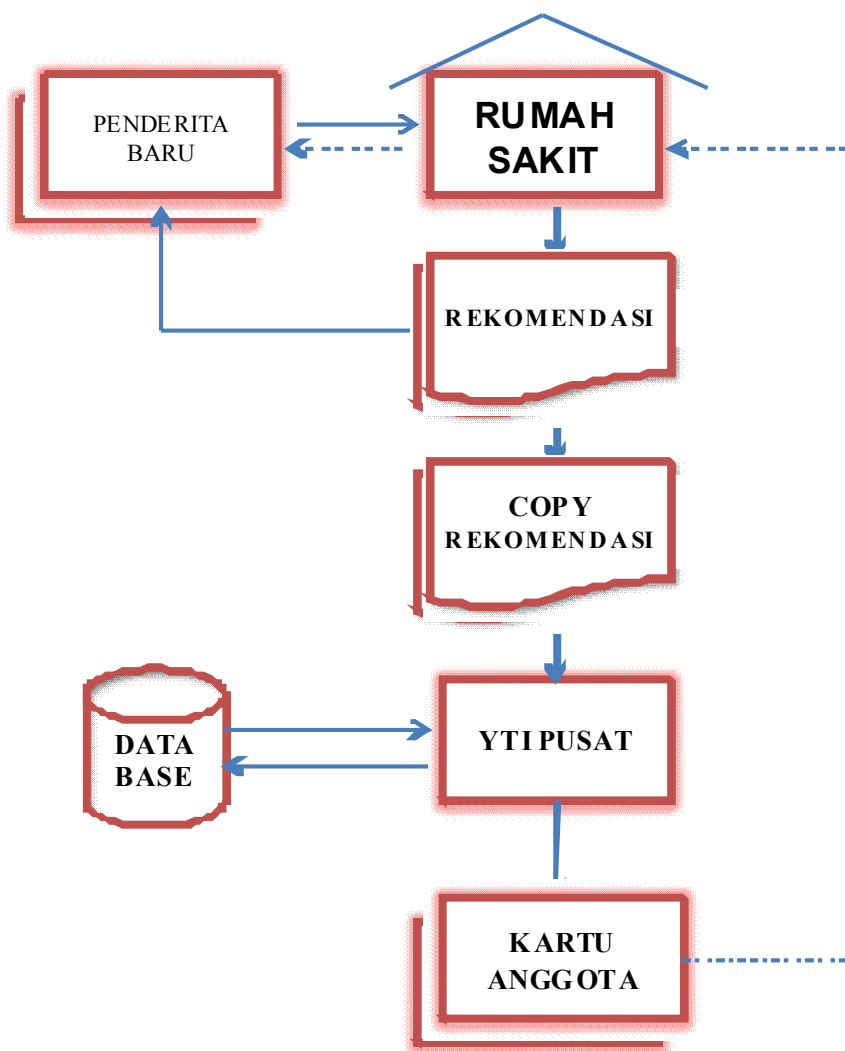 PENDERITA
BARU
RUMAH
SAKIT
REKOMENDASI
COPY
REKOMENDASI
DATA
BASE
YTI PUSAT
KARTU
ANGGOTA